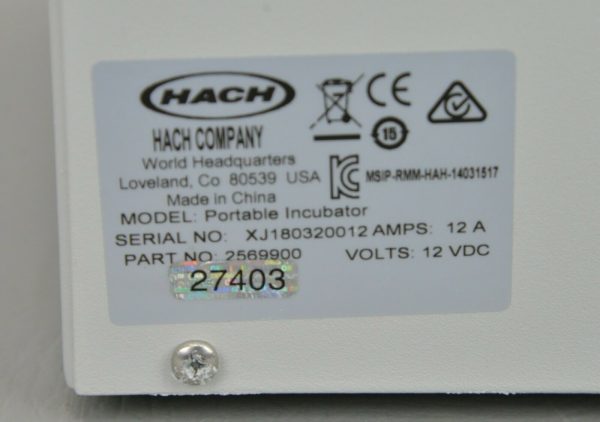 HACH
HACH COMPANY
World Headquarters
Loveland, Co 80539 USA
Made in China
CE
15
MSIP-RMM-HAH-14031517
MODEL: Portable Incubator
SERIAL NO: XJ180320012 AMPS: 12 A
PART NO: 2569900 VOLTS: 12 VDC
27403